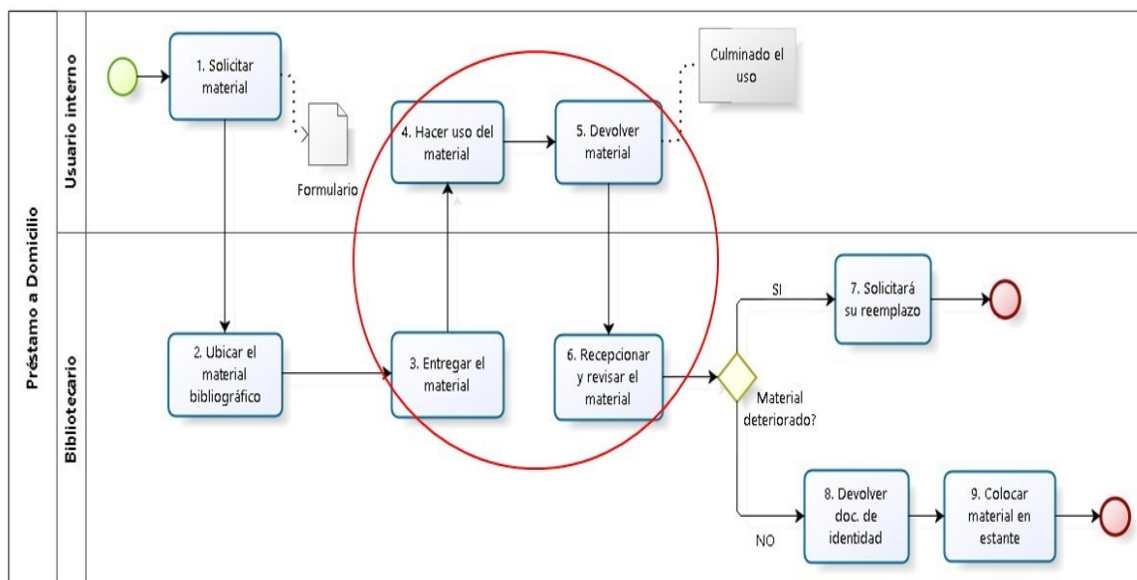 Préstamo a Domicilio
Usuario interno
1. Solicitar
material
Formulario
4. Hacer uso del
material
5. Devolver
material
Culminado el
uso
Bibliotecario
2. Ubicar el
material
bibliográfico
3. Entregar el
material
6. Recepcionar
y revisar el
material
Material
deteriorado?
SI
7. Solicitará
su reemplazo
NO
8. Devolver
doc. de
identidad
9. Colocar
material en
estante